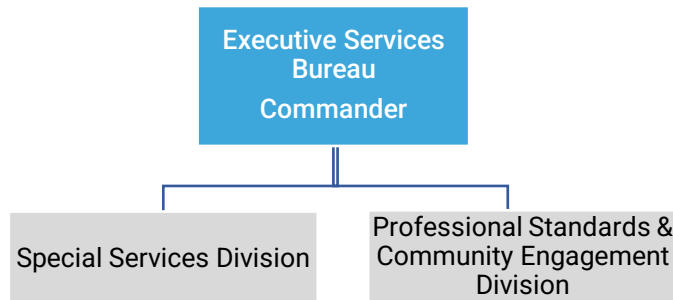 Executive Services
Bureau
Commander
Special Services Division
Professional Standards &
Community Engagement
Division